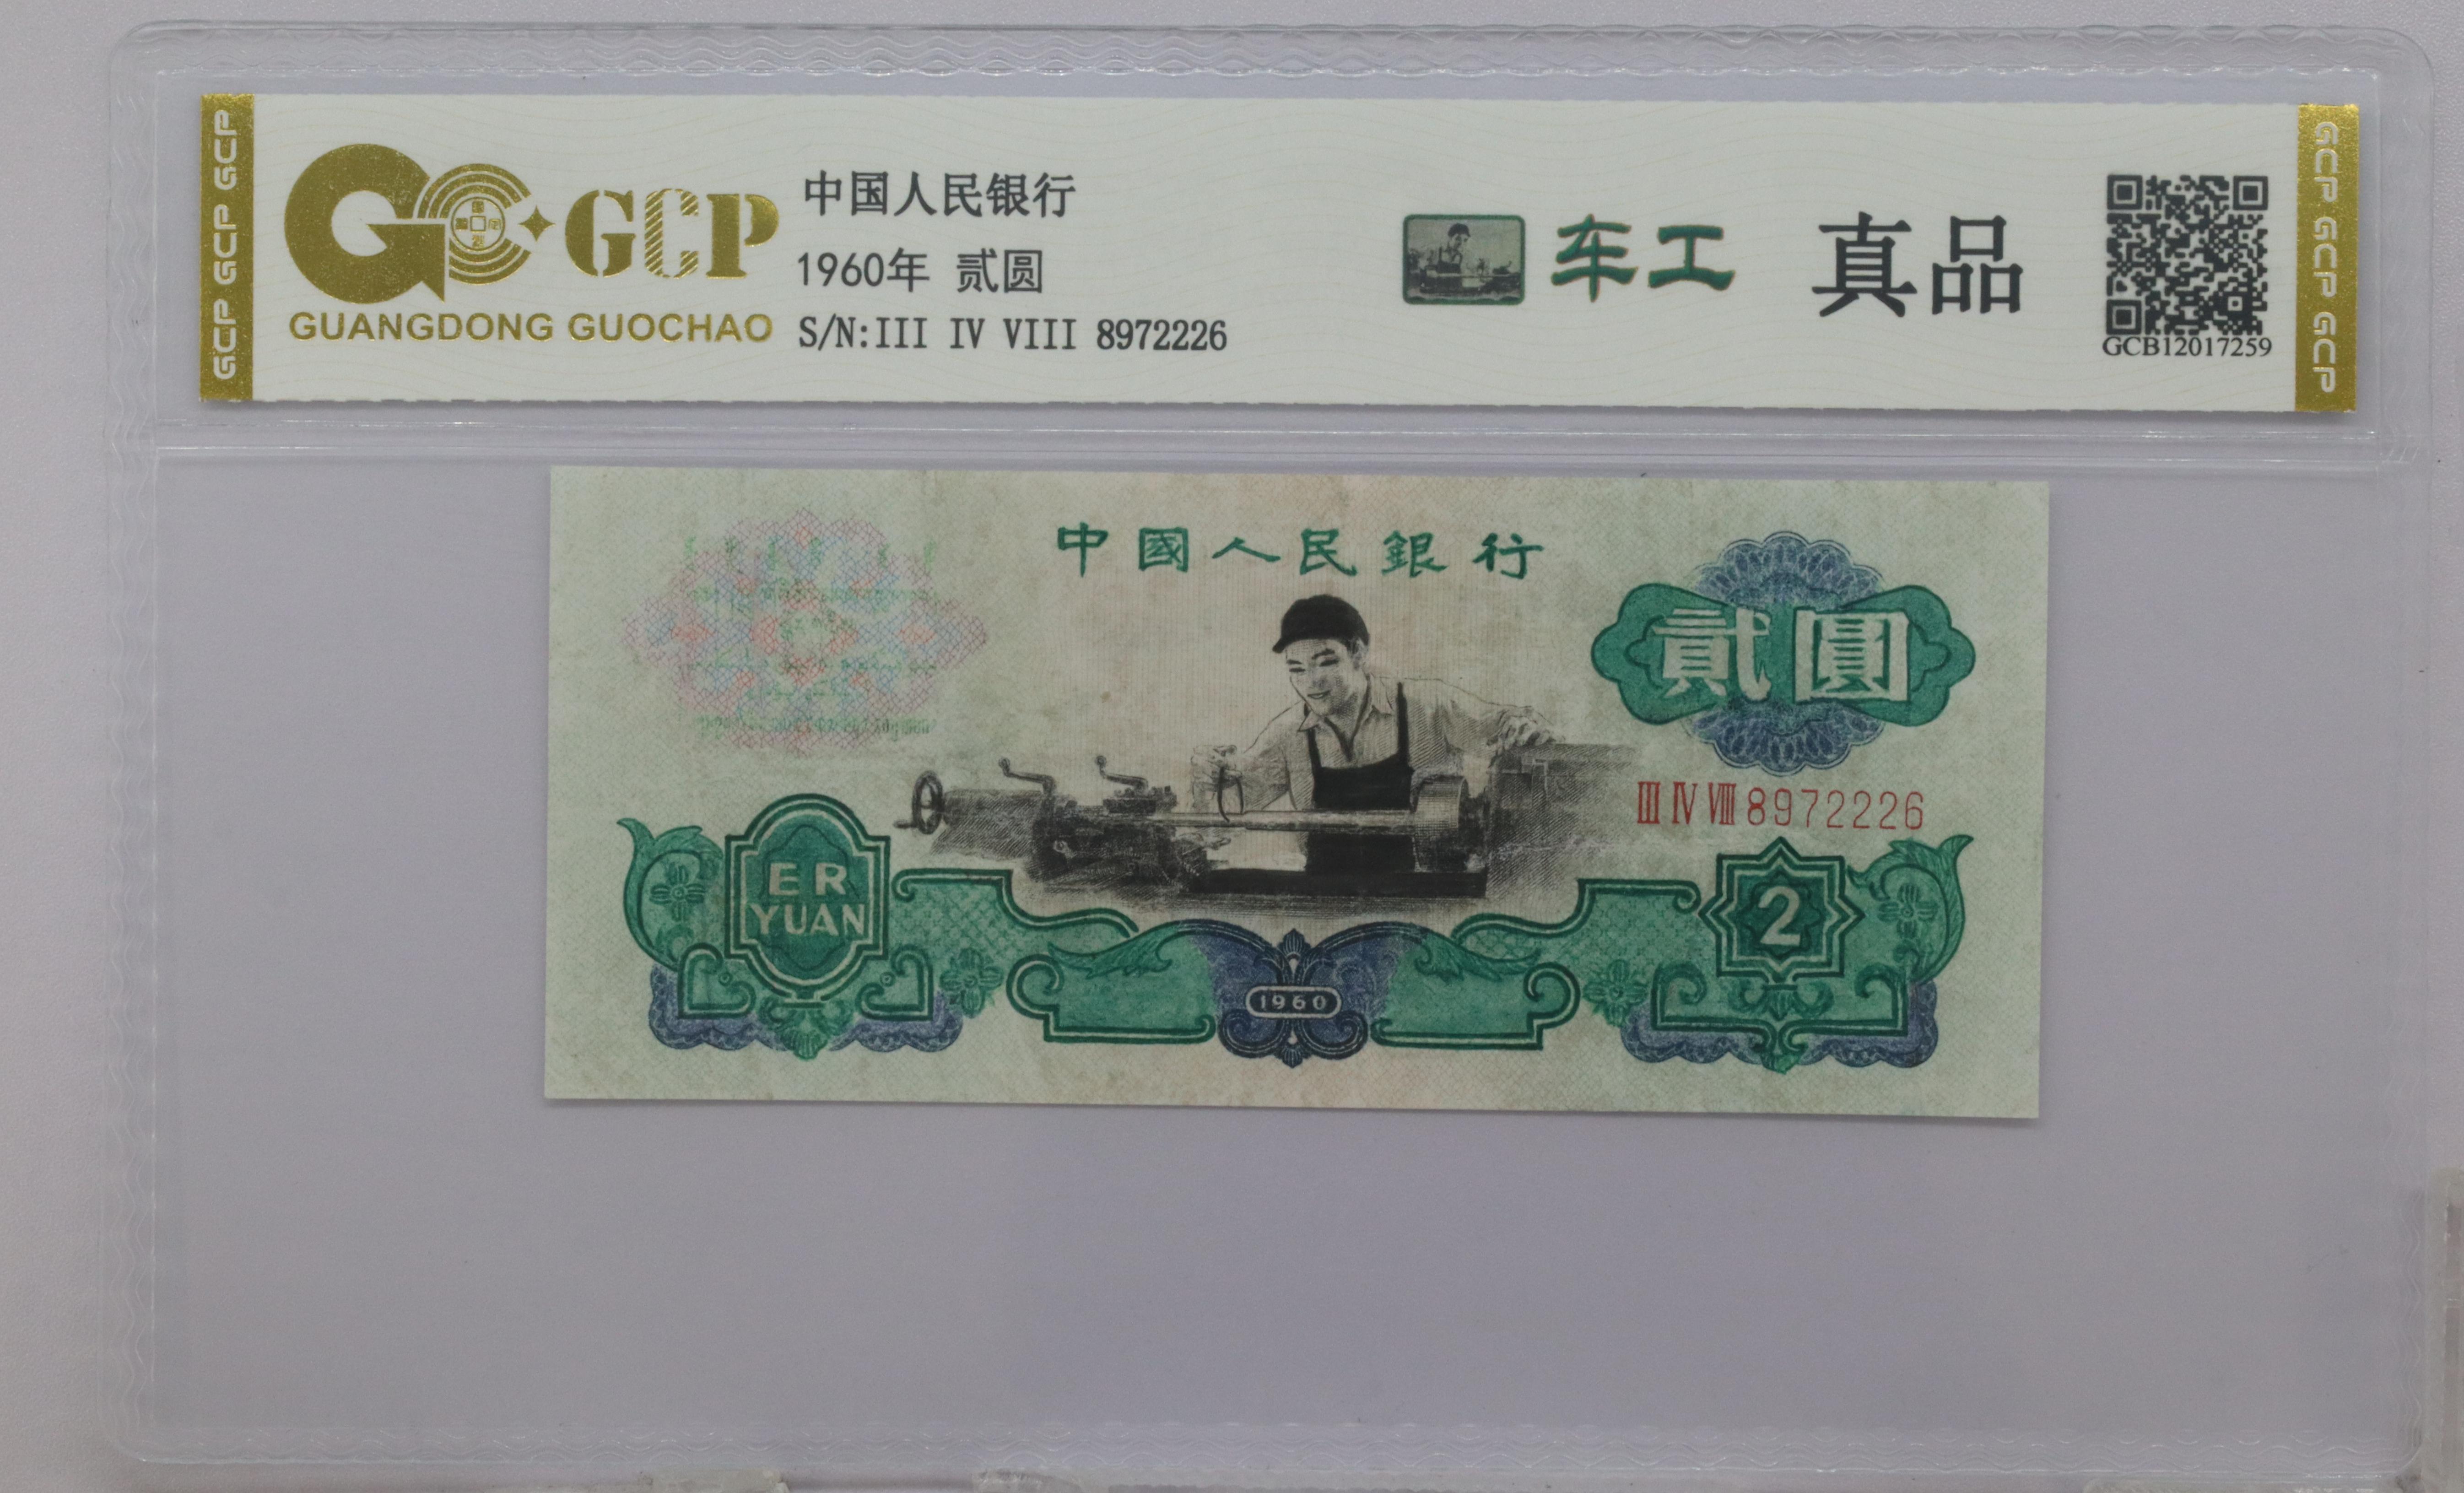 GCP GCP GCP
GCP
GUANGDONG GUOCHAO
中国人民银行
1960年 贰圆
S/N:III IV VIII 8972226
车工
真品
GCB12017259
GCP GCP GCP GCP
中國人民銀行
貳圓
III IV VIII 8972226
ER
YUAN
2
1960